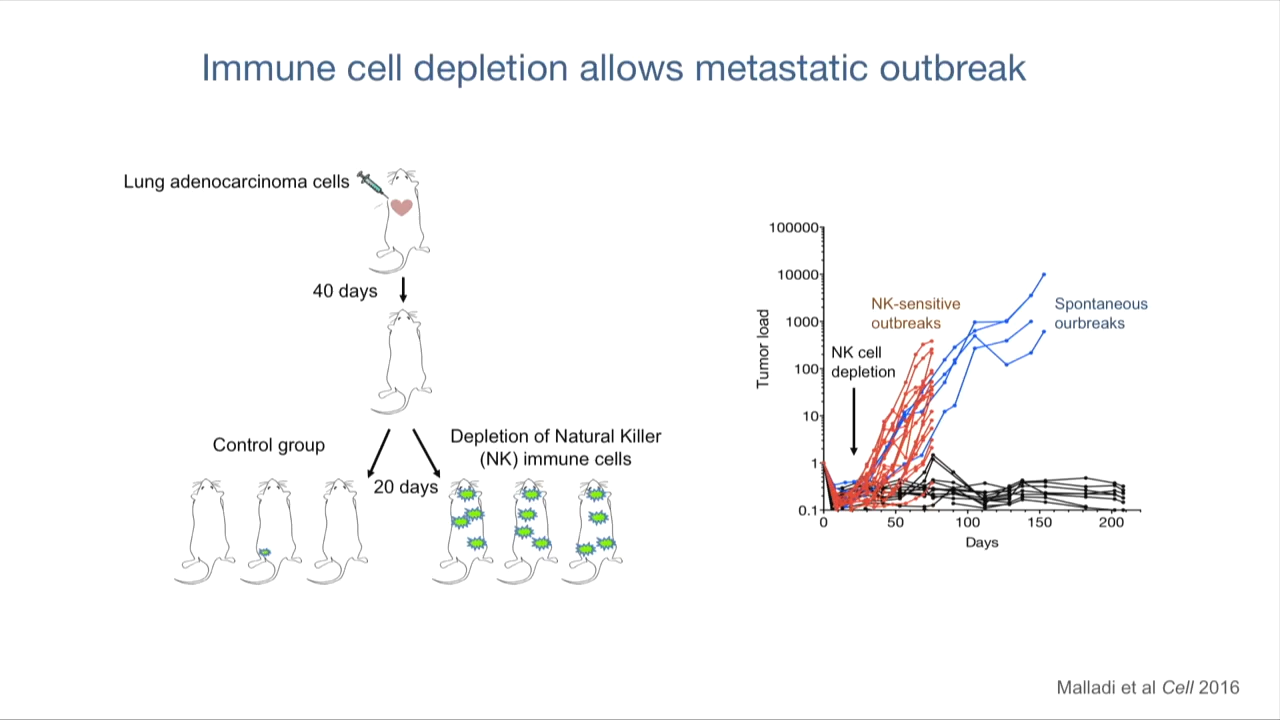 Immune cell depletion allows metastatic outbreak
Lung adenocarcinoma cells
40 days
Control group
Depletion of Natural Killer
(NK) immune cells
20 days
100000
10000
1000
100
10
1
0.1
Tumor load
NK-sensitive
outbreaks
Spontaneous
ourbreaks
NK cell
depletion
0 50 100 150 200
Days
Malladi et al Cell 2016